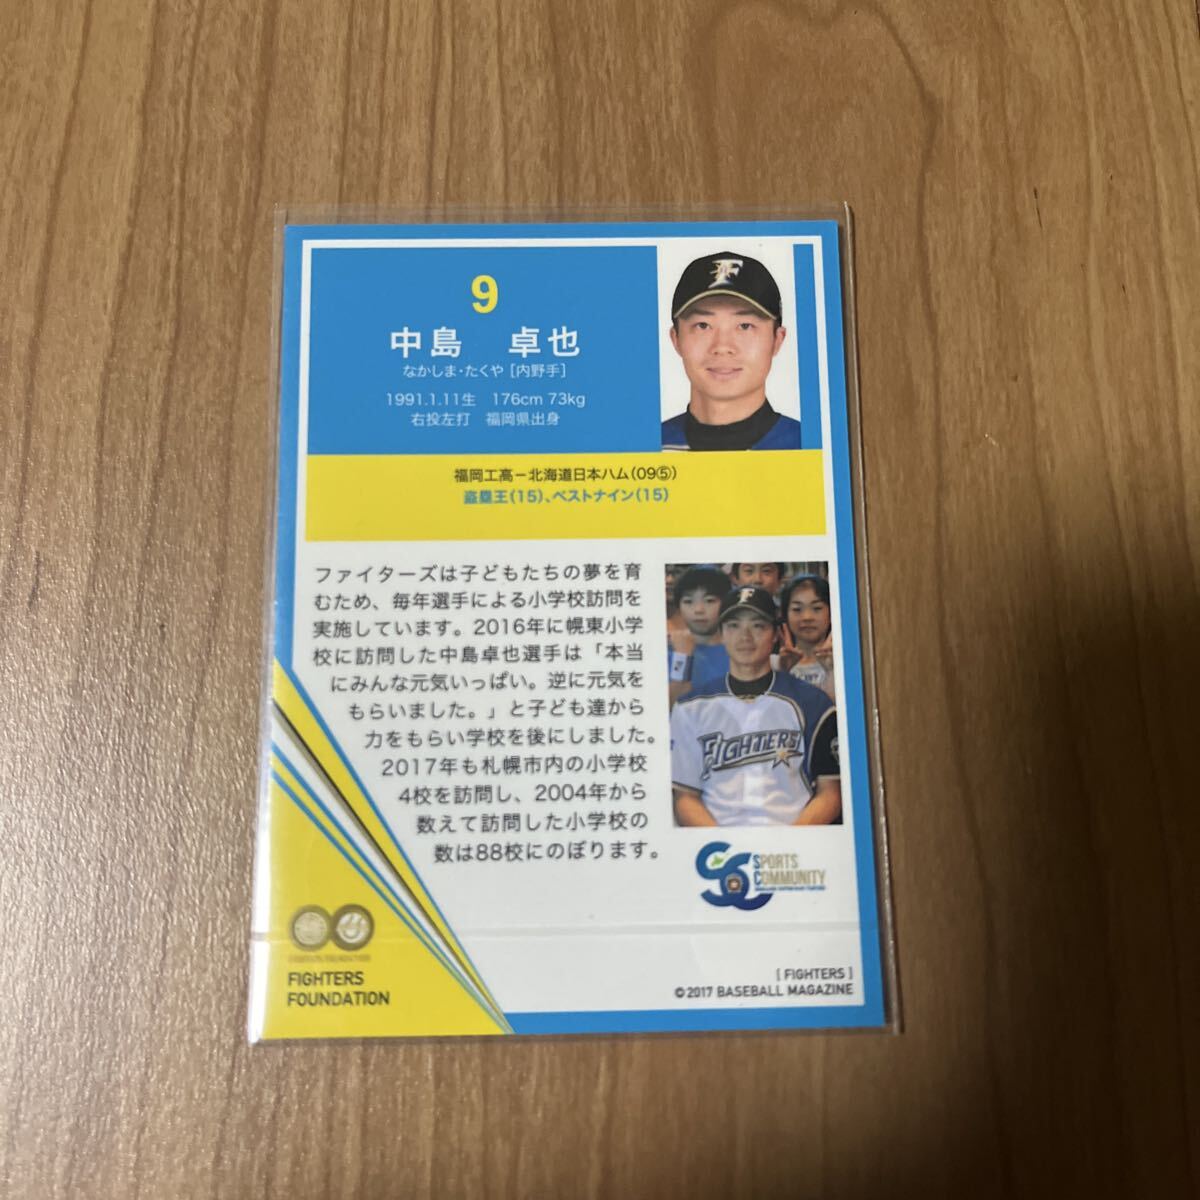 9
中島 卓也
なかしま・たくや [内野手]
1991.1.11生 176cm 73kg
右投左打 福岡県出身
福岡工高－北海道日本ハム(09⑤)
盗塁王(15)、ベストナイン(15)
ファイターズは子どもたちの夢を育
むため、毎年選手による小学校訪問を
実施しています。2016年に幌東小学
校に訪問した中島卓也選手は「本当
にみんな元気いっぱい。逆に元気を
もらいました。」と子ども達から
力をもらい学校を後にしました。
2017年も札幌市内の小学校
4校を訪問し、2004年から
数えて訪問した小学校の
数は88校にのぼります。
F
FIGHTERS
SC
SPORTS
COMMUNITY
FIGHTERS
FOUNDATION
[ FIGHTERS ]
©2017 BASEBALL MAGAZINE